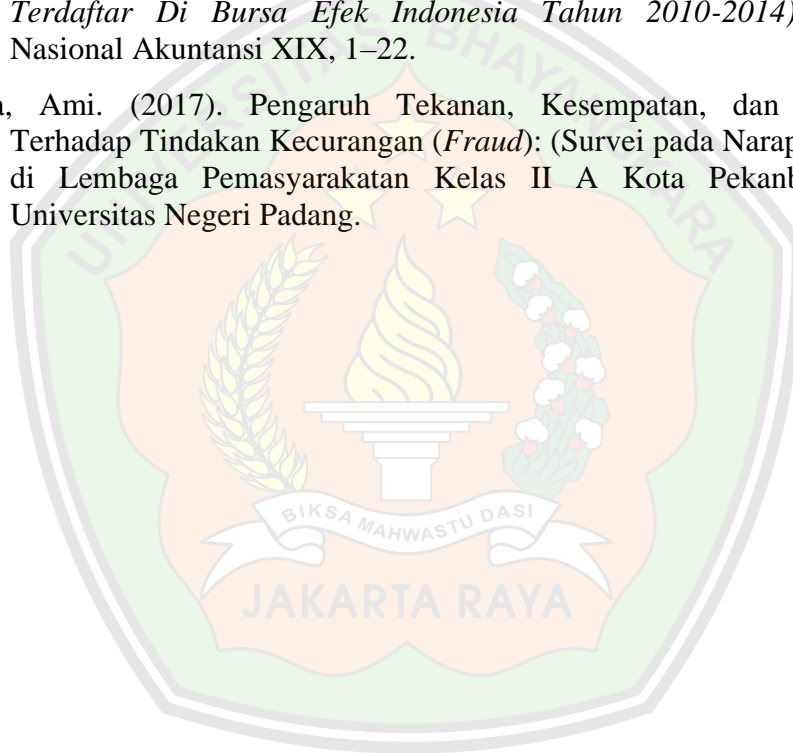 Terdaftar Di Bursa Efek Indonesia Tahun 2010-2014)
Nasional Akuntansi XIX, 1–22.
a, Ami. (2017). Pengaruh Tekanan, Kesempatan, dan
Terhadap Tindakan Kecurangan (Fraud): (Survei pada Narap
di Lembaga Pemasyarakatan Kelas II A Kota Pekanb
Universitas Negeri Padang.
UNIVERSITAS BHAYANGKARA
BIKSA MAHWASTU DASI
JAKARTA RAYA